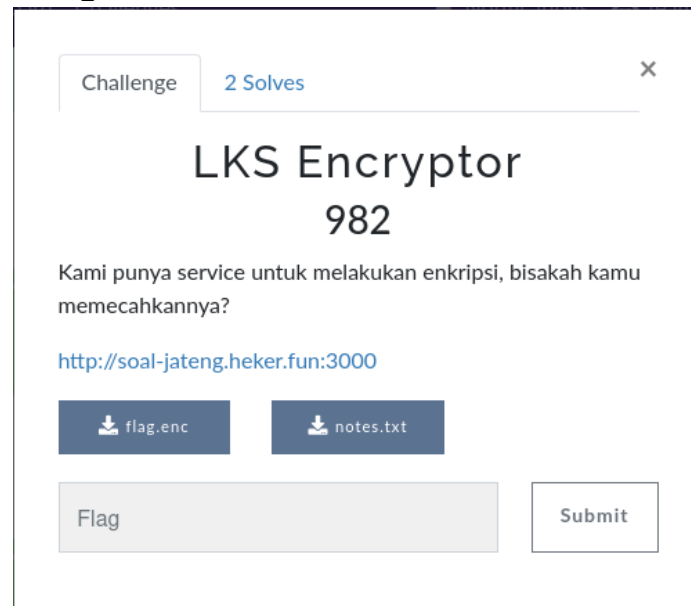 Challenge
2 Solves
×
LKS Encryptor
982
Kami punya service untuk melakukan enkripsi, bisakah kamu
memecahkannya?
http://soal-jateng.heker.fun:3000
flag.enc
notes.txt
Flag
Submit